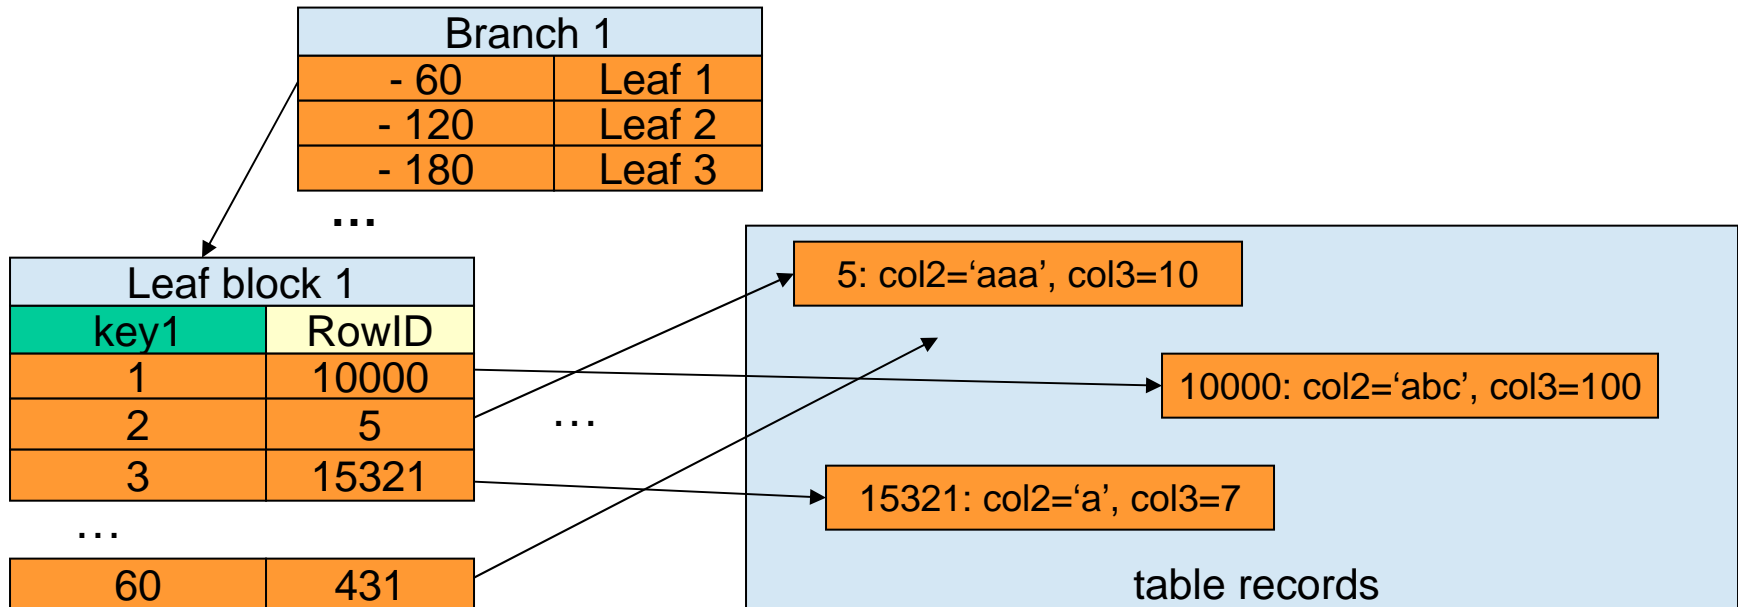 Branch 1
- 60 Leaf 1
- 120 Leaf 2
- 180 Leaf 3
...
Leaf block 1
key1 RowID
1 10000
2 5
3 15321
...
60 431
...
5: col2=‘aaa’, col3=10
10000: col2=‘abc’, col3=100
15321: col2=‘a’, col3=7
table records